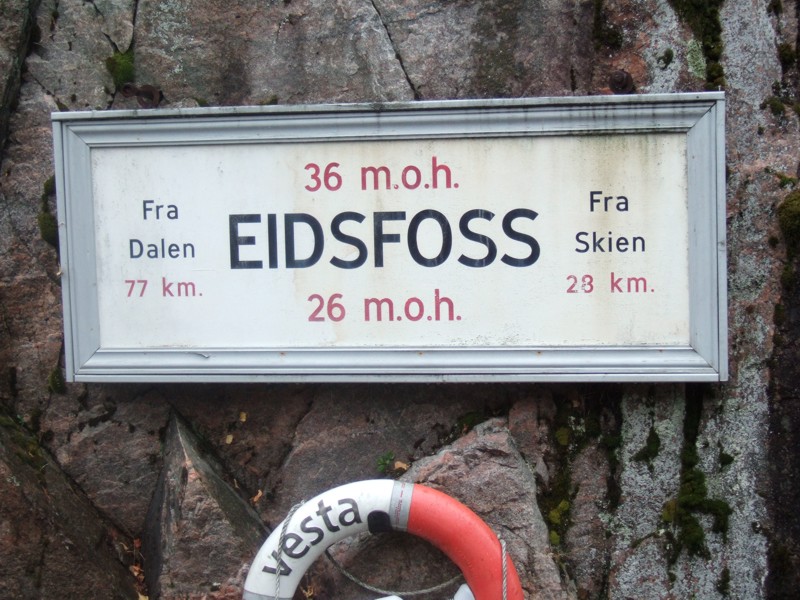 36 m.o.h.
Fra
Dalen
77 km.
EIDSFOSS
Fra
Skien
28 km.
26 m.o.h.
vesta